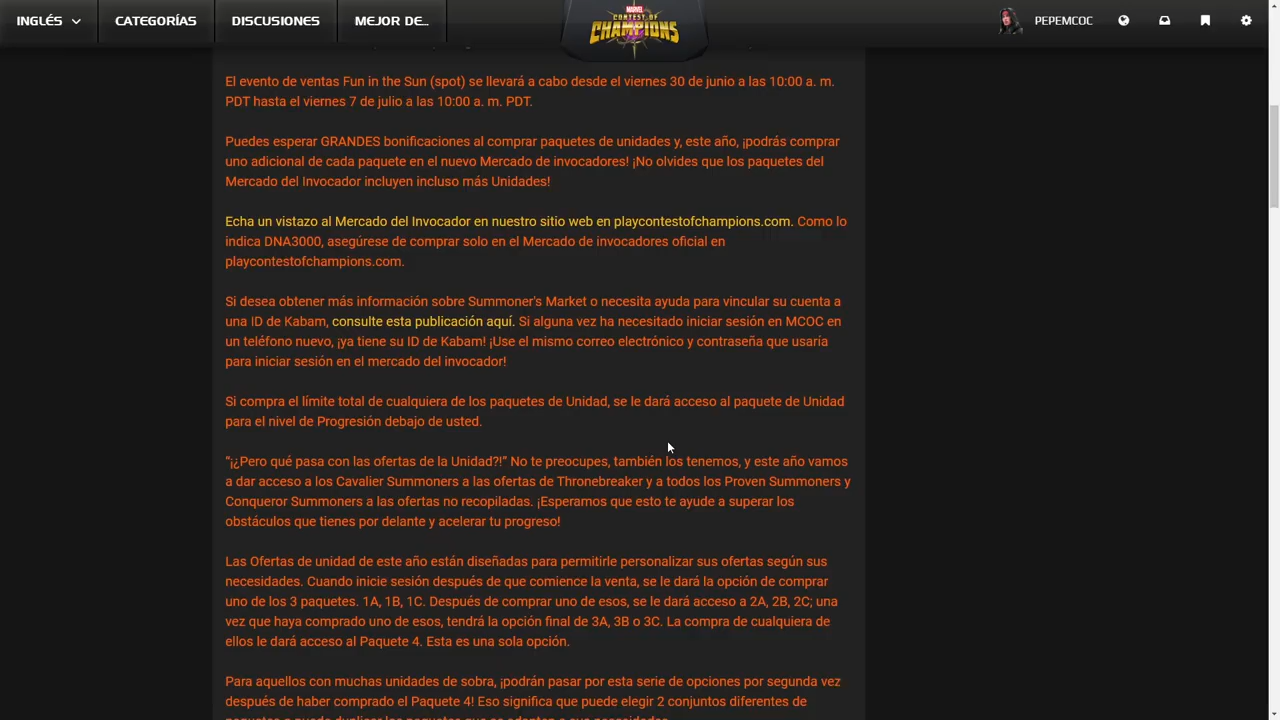 INGLÉS
CATEGORÍAS
DISCUSIONES
MEJOR DE...
MARVEL
CONTEST OF
CHAMPIONS
PEPEMCOC
El evento de ventas Fun in the Sun (spot) se llevará a cabo desde el viernes 30 de junio a las 10:00 a. m.
PDT hasta el viernes 7 de julio a las 10:00 a. m. PDT.
Puedes esperar GRANDES bonificaciones al comprar paquetes de unidades y, este año, ¡podrás comprar
uno adicional de cada paquete en el nuevo Mercado de invocadores! ¡No olvides que los paquetes del
Mercado del Invocador incluyen incluso más Unidades!
Echa un vistazo al Mercado del Invocador en nuestro sitio web en playcontestofchampions.com. Como lo
indica DNA3000, asegúrese de comprar solo en el Mercado de invocadores oficial en
playcontestofchampions.com.
Si desea obtener más información sobre Summoner's Market o necesita ayuda para vincular su cuenta a
una ID de Kabam, consulte esta publicación aquí. Si alguna vez ha necesitado iniciar sesión en MCOC en
un teléfono nuevo, ¡ya tiene su ID de Kabam! ¡Use el mismo correo electrónico y contraseña que usaría
para iniciar sesión en el mercado del invocador!
Si compra el límite total de cualquiera de los paquetes de Unidad, se le dará acceso al paquete de Unidad
para el nivel de Progresión debajo de usted.
"¡¿Pero qué pasa con las ofertas de la Unidad?!" No te preocupes, también los tenemos, y este año vamos
a dar acceso a los Cavalier Summoners a las ofertas de Thronebreaker y a todos los Proven Summoners y
Conqueror Summoners a las ofertas no recopiladas. ¡Esperamos que esto te ayude a superar los
obstáculos que tienes por delante y acelerar tu progreso!
Las Ofertas de unidad de este año están diseñadas para permitirle personalizar sus ofertas según sus
necesidades. Cuando inicie sesión después de que comience la venta, se le dará la opción de comprar
uno de los 3 paquetes. 1A, 1B, 1C. Después de comprar uno de esos, se le dará acceso a 2A, 2B, 2C; una
vez que haya comprado uno de esos, tendrá la opción final de 3A, 3B o 3C. La compra de cualquiera de
ellos le dará acceso al Paquete 4. Esta es una sola opción.
Para aquellos con muchas unidades de sobra, ¡podrán pasar por esta serie de opciones por segunda vez
después de haber comprado el Paquete 4! Eso significa que puede elegir 2 conjuntos diferentes de